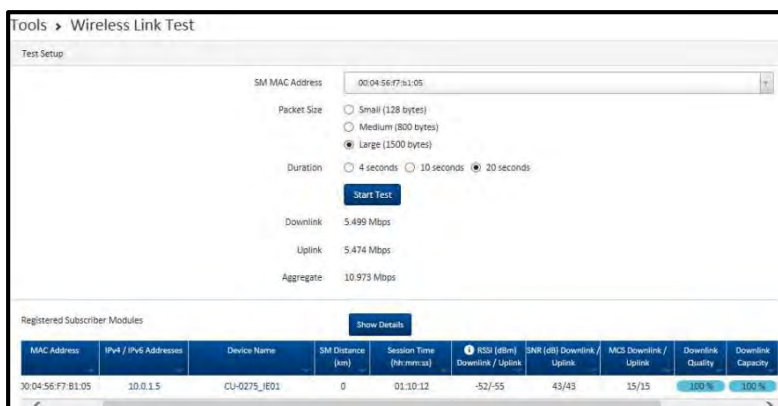 Tools > Wireless Link Test
Test Setup
SM MAC Address 00:04:56:f7:b1:05
Packet Size Small (128 bytes)
Medium (800 bytes)
Large (1500 bytes)
Duration 4 seconds 10 seconds 20 seconds
Start Test
Downlink 5.499 Mbps
Uplink 5.474 Mbps
Aggregate 10.973 Mbps
Registered Subscriber Modules Show Details
MAC Address IPv4 / IPv6 Addresses Device Name SM Distance (km) Session Time (hh:mm:ss) RSSI (dBm) Downlink / Uplink SNR (dB) Downlink / Uplink MCS Downlink / Uplink Downlink Quality Downlink Capacity
00:04:56:F7:B1:05 10.0.1.5 CU-0275_IE01 0 01:10:12 -52/-55 43/43 15/15 100 % 100 %